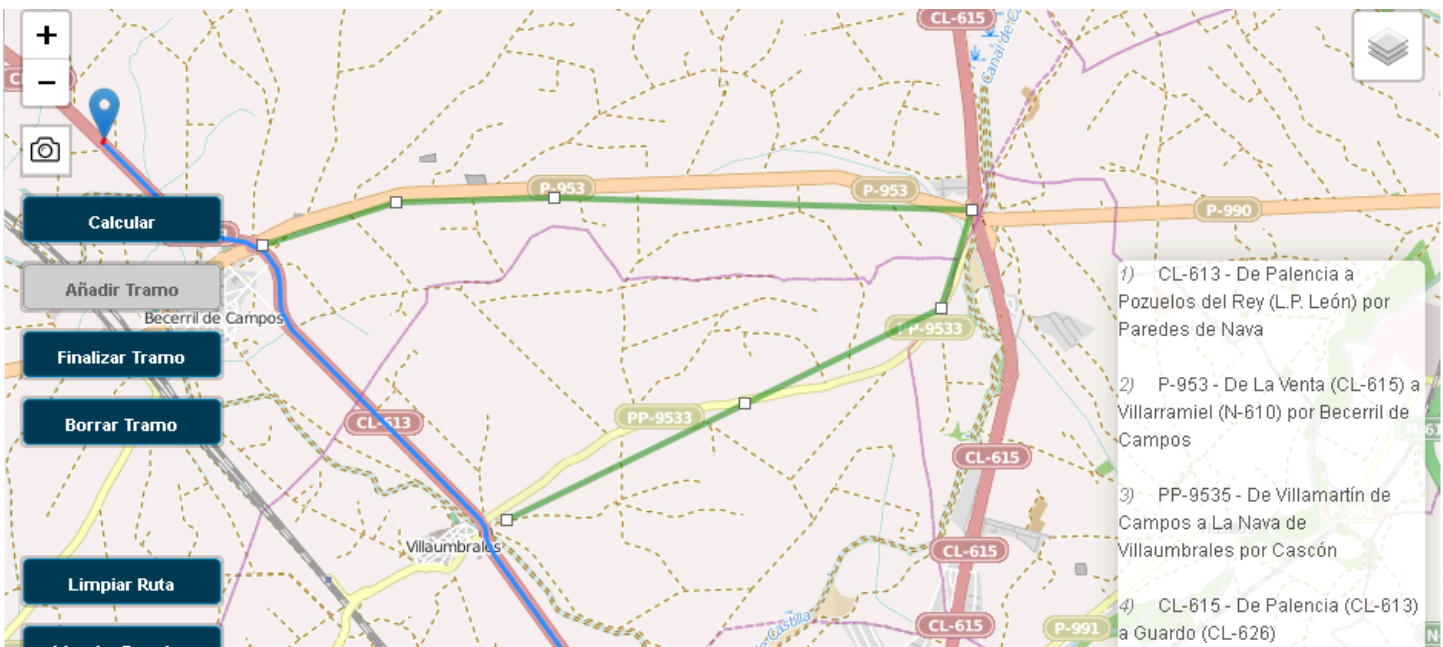 CL-615
Canal de
+
−
P-953
P-953
P-990
Calcular
Añadir Tramo
Becerril de Campos
Finalizar Tramo
PP-9533
Borrar Tramo
PP-9533
CL-613
CL-615
Villaumbrales
CL-615
Limpiar Ruta
Castilla
CL-615
P-991
1) CL-613 - De Palencia a
Pozuelos del Rey (L.P. León) por
Paredes de Nava
2) P-953 - De La Venta (CL-615) a
Villarramiel (N-610) por Becerril de
Campos
3) PP-9535 - De Villamartín de
Campos a La Nava de
Villaumbrales por Cascón
4) CL-615 - De Palencia (CL-613)
a Guardo (CL-626)
P-991